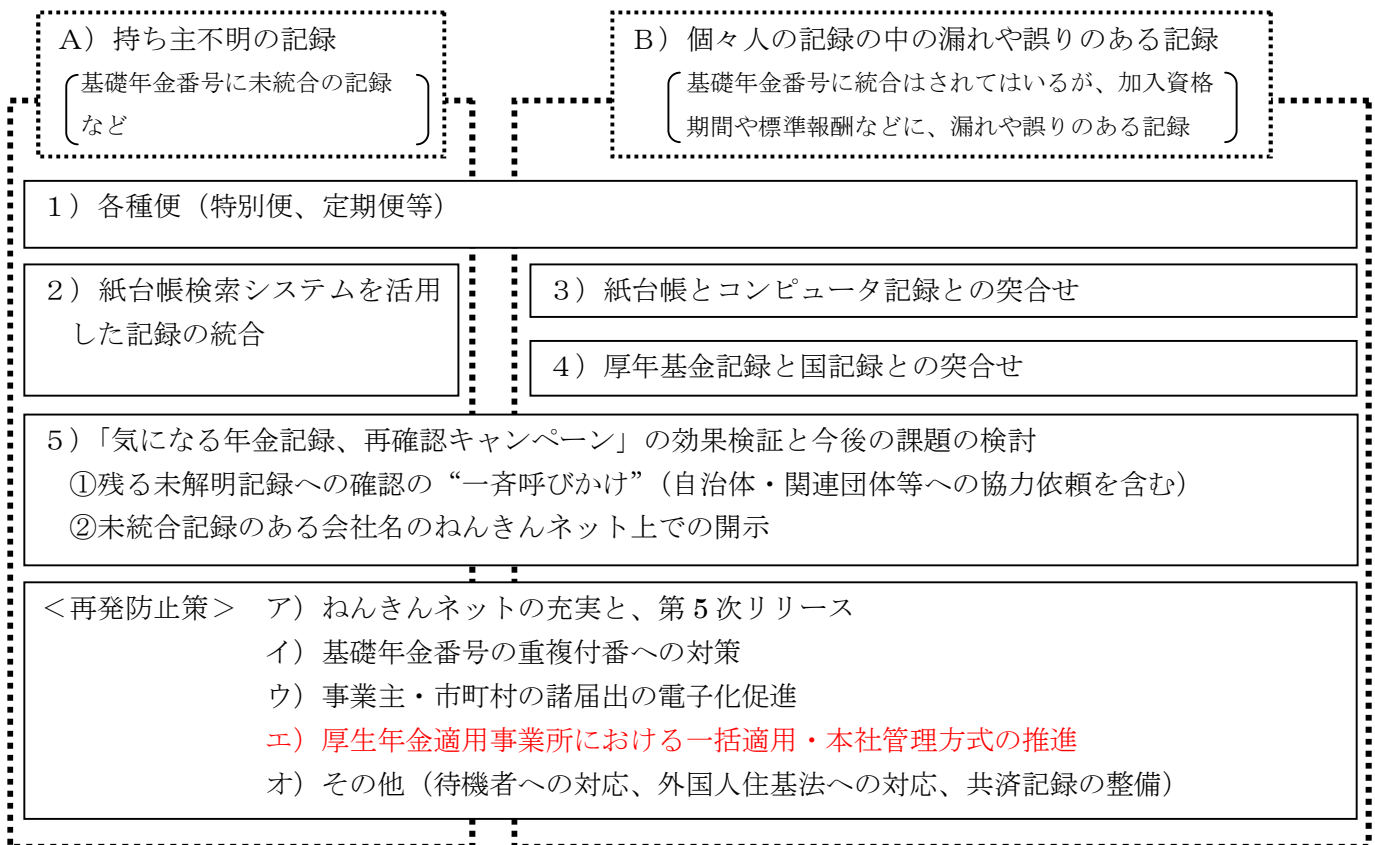 A）持ち主不明の記録
基礎年金番号に未統合の記録
など
B）個々人の記録の中の漏れや誤りのある記録
基礎年金番号に統合はされてはいるが、加入資格
期間や標準報酬などに、漏れや誤りのある記録
１）各種便（特別便、定期便等）
２）紙台帳検索システムを活用
した記録の統合
３）紙台帳とコンピュータ記録との突合せ
４）厚年基金記録と国記録との突合せ
５）「気になる年金記録、再確認キャンペーン」の効果検証と今後の課題の検討
①残る未解明記録への確認の“一斉呼びかけ”（自治体・関連団体等への協力依頼を含む）
②未統合記録のある会社名のねんきんネット上での開示
＜再発防止策＞　ア）ねんきんネットの充実と、第5次リリース
イ）基礎年金番号の重複付番への対策
ウ）事業主・市町村の諸届出の電子化促進
エ）厚生年金適用事業所における一括適用・本社管理方式の推進
オ）その他（待機者への対応、外国人住基法への対応、共済記録の整備）